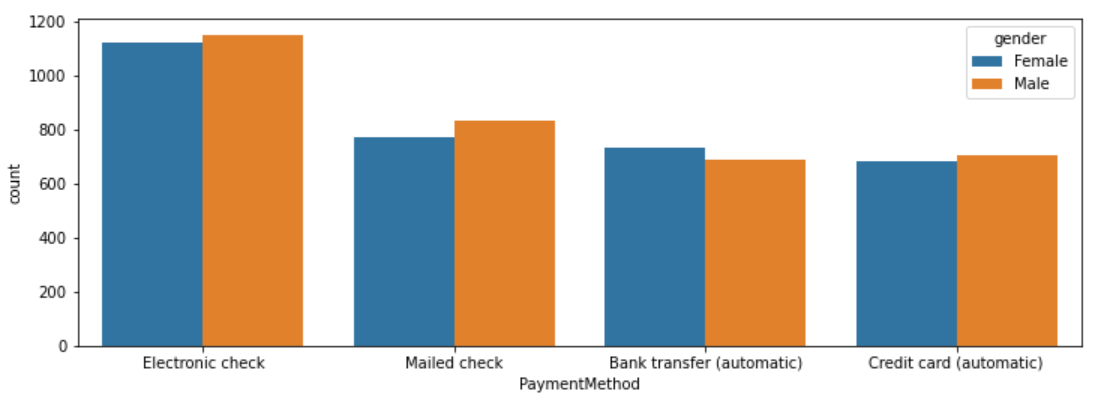 1200
1000
800
600
400
200
0
count
gender
Female
Male
Electronic check
Mailed check
Bank transfer (automatic)
Credit card (automatic)
PaymentMethod